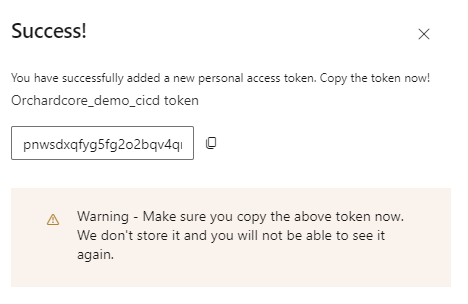 Success!
You have successfully added a new personal access token. Copy the token now!
Orchardcore_demo_cicd token
pnwsdxqfyg5fg2o2bqv4q
Warning - Make sure you copy the above token now.
We don't store it and you will not be able to see it
again.